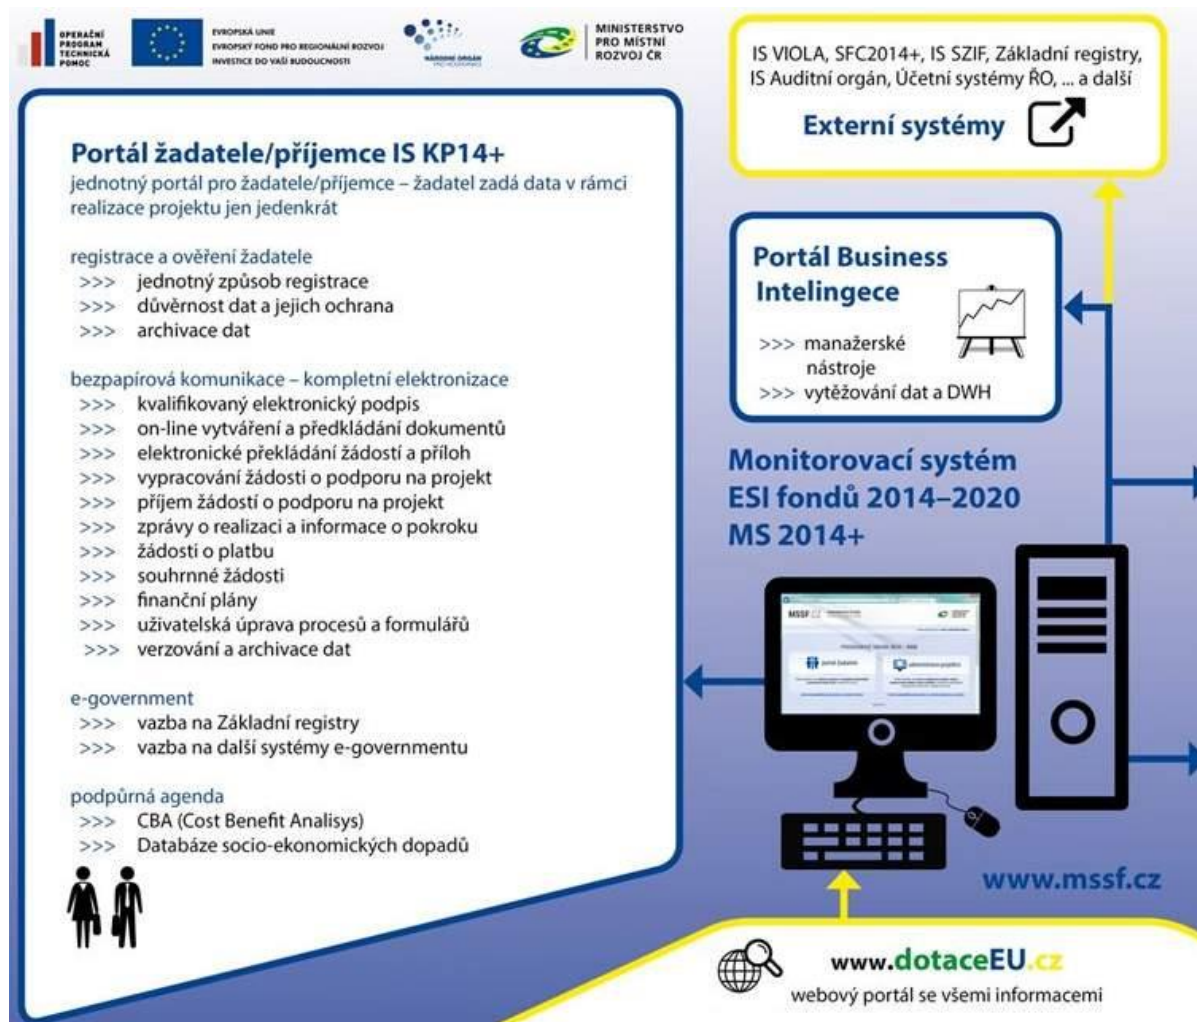 OPERAČNÍ
PROGRAM
TECHNICKÁ
POMOC
EVROPSKÁ UNIE
EVROPSKÝ FOND PRO REGIONÁLNÍ ROZVOJ
INVESTICE DO VAŠÍ BUDOUCNOSTI
NÁRODNÍ ORGÁN
MINISTERSTVO
PRO MÍSTNÍ
ROZVOJ ČR
Portál žadatele/příjemce IS KP14+
jednotný portál pro žadatele/příjemce – žadatel zadá data v rámci
realizace projektu jen jedenkrát
registrace a ověření žadatele
>>> jednotný způsob registrace
>>> důvěrnost dat a jejich ochrana
>>> archivace dat
bezpapírová komunikace – kompletní elektronizace
>>> kvalifikovaný elektronický podpis
>>> on-line vytváření a předkládání dokumentů
>>> elektronické překládání žádostí a příloh
>>> vypracování žádosti o podporu na projekt
>>> příjem žádostí o podporu na projekt
>>> zprávy o realizaci a informace o pokroku
>>> žádosti o platbu
>>> souhrnné žádosti
>>> finanční plány
>>> uživatelská úprava procesů a formulářů
>>> verzování a archivace dat
e-government
>>> vazba na Základní registry
>>> vazba na další systémy e-governmentu
podpůrná agenda
>>> CBA (Cost Benefit Analisys)
>>> Databáze socio-ekonomických dopadů
IS VIOLA, SFC2014+, IS SZIF, Základní registry,
IS Auditní orgán, Účetní systémy ŘO, ... a další
Externí systémy
Portál Business
Intelingece
>>> manažerské
nástroje
>>> vytěžování dat a DWH
Monitorovací systém
ESI fondů 2014–2020
MS 2014+
MSSF.CZ
www.mssf.cz
www.dotaceEU.cz
webový portál se všemi informacemi